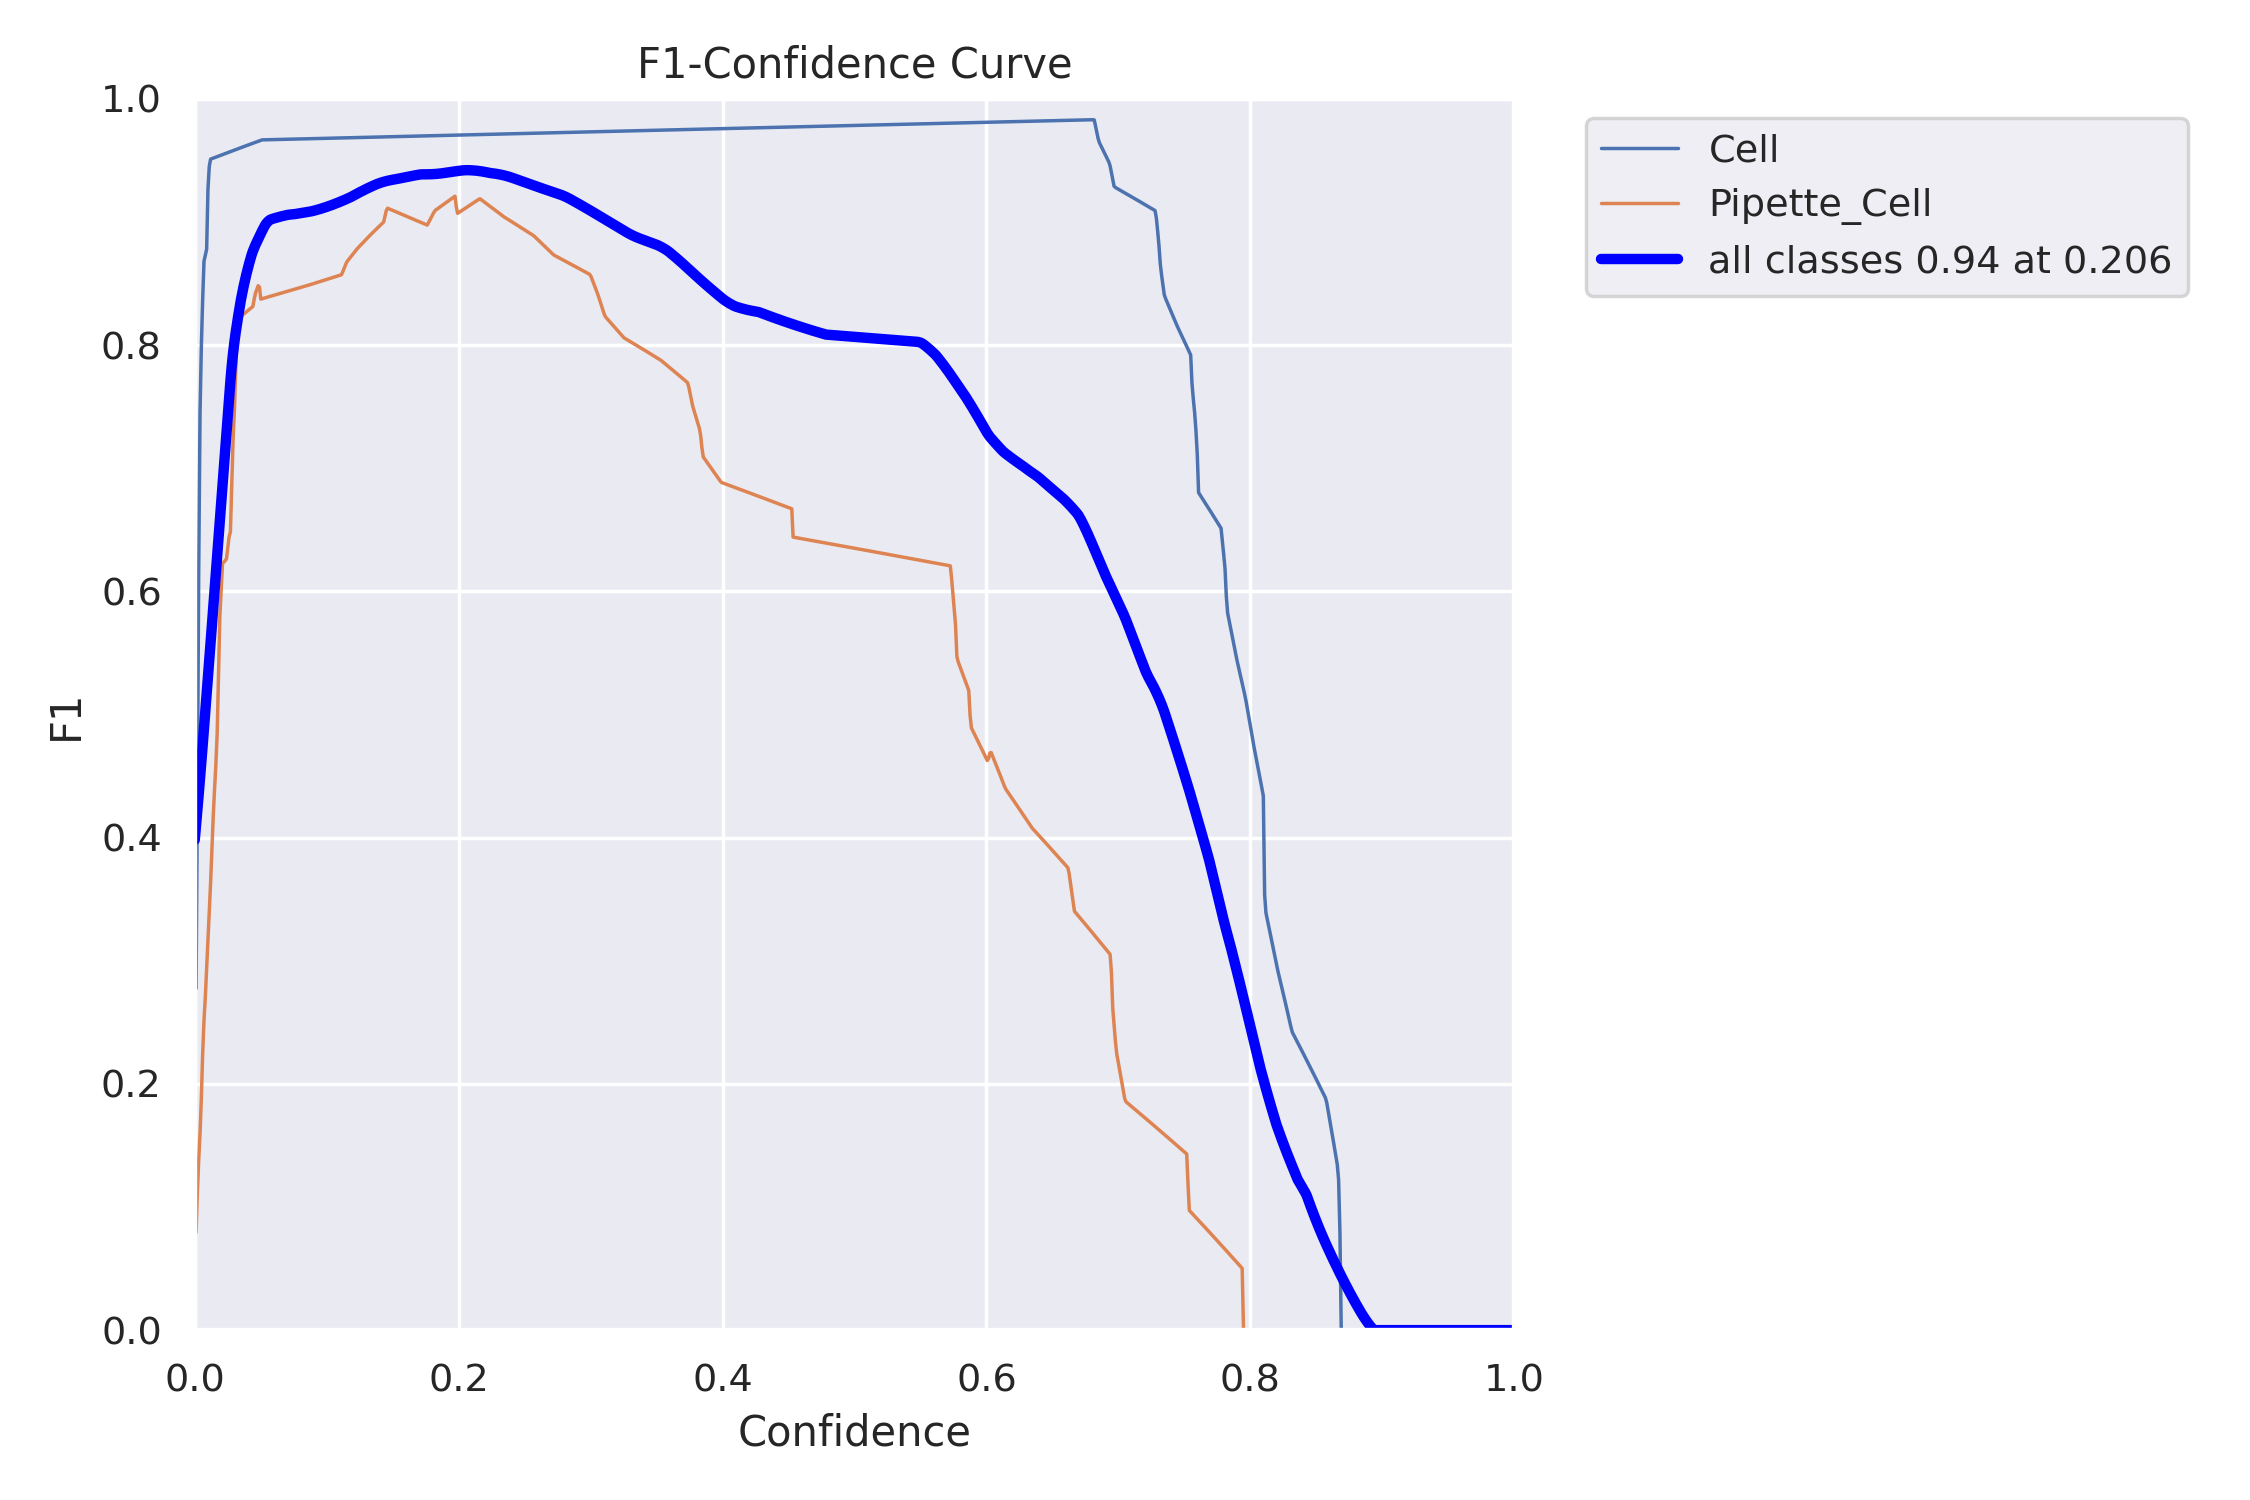 F1-Confidence Curve
1.0
0.8
0.6
0.4
0.2
0.0
F1
0.0 0.2 0.4 0.6 0.8 1.0
Confidence
Cell
Pipette_Cell
all classes 0.94 at 0.206